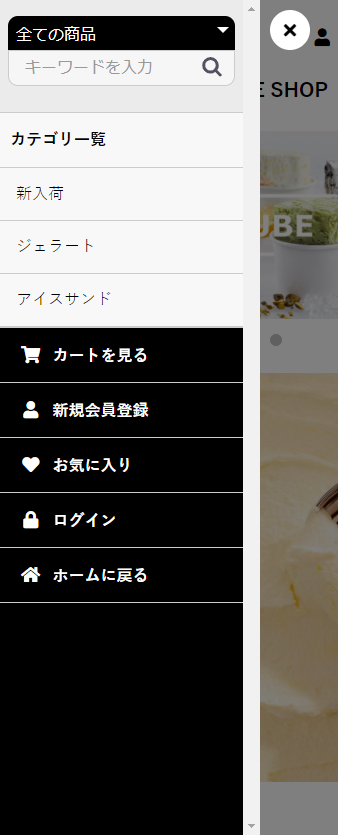 全ての商品
キーワードを入力
E SHOP
カテゴリ一覧
新入荷
ジェラート
UBE
アイスサンド
カートを見る
新規会員登録
お気に入り
ログイン
ホームに戻る